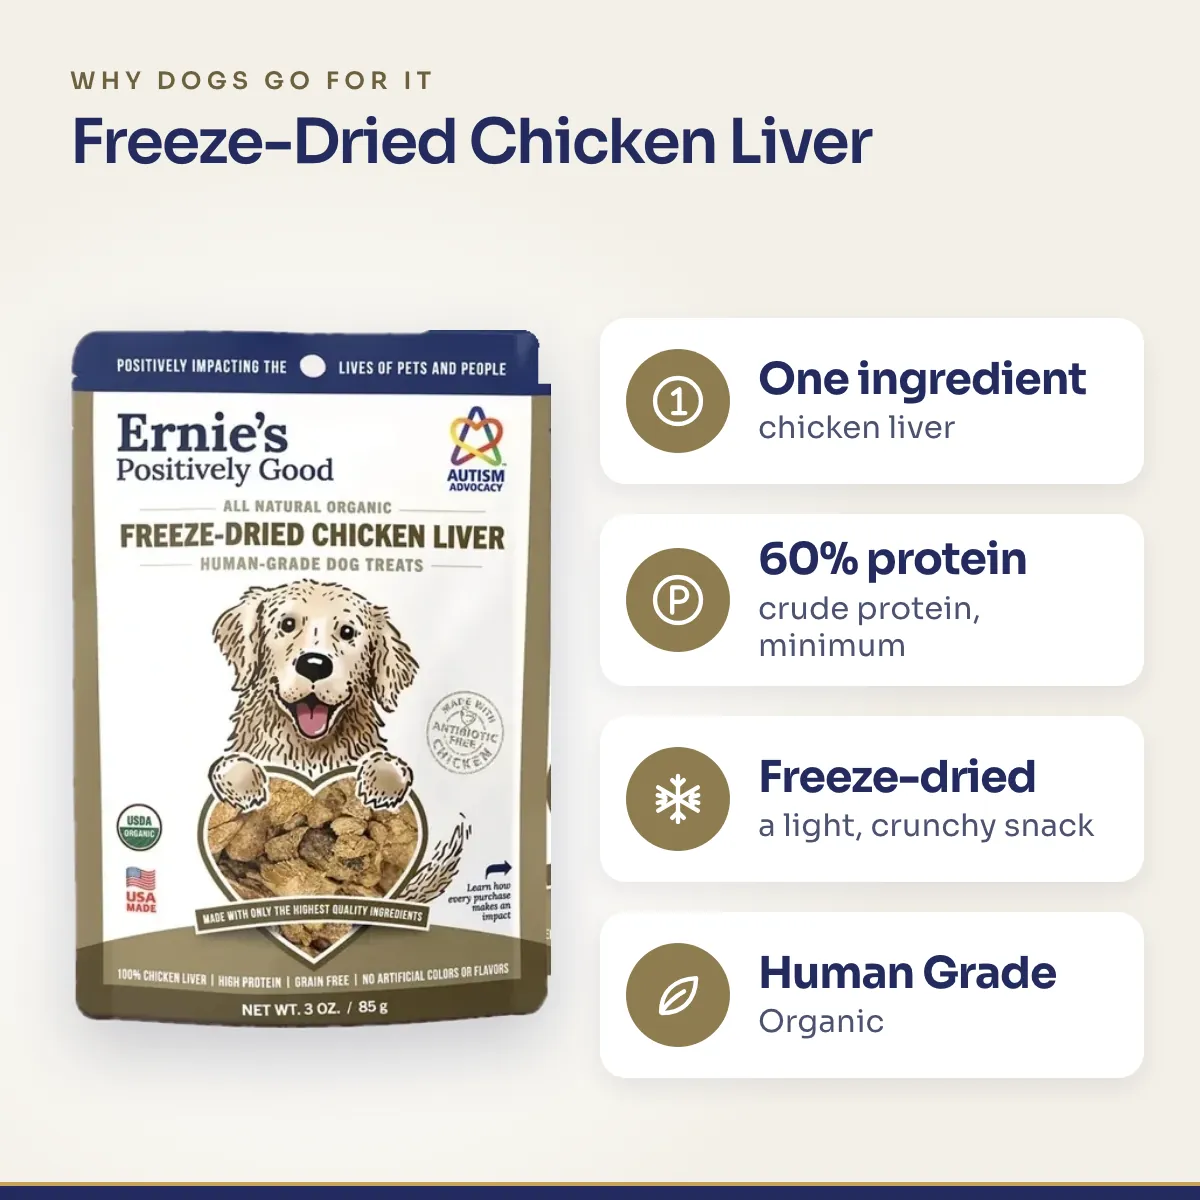 WHY DOGS GO FOR IT
Freeze-Dried Chicken Liver
POSITIVELY IMPACTING THE LIVES OF PETS AND PEOPLE
Ernie's
Positively Good
AUTISM
ADVOCACY
ALL NATURAL ORGANIC
FREEZE-DRIED CHICKEN LIVER
HUMAN-GRADE DOG TREATS
MADE WITH
ANTIBIOTIC
FREE
CHICKEN
USDA
ORGANIC
USA
MADE
Learn how
every purchase
makes an
impact
MADE WITH ONLY THE HIGHEST QUALITY INGREDIENTS
100% CHICKEN LIVER | HIGH PROTEIN | GRAIN FREE | NO ARTIFICIAL COLORS OR FLAVORS
NET WT. 3 OZ. / 85 g
1
One ingredient
chicken liver
P
60% protein
crude protein,
minimum
Freeze-dried
a light, crunchy snack
Human Grade
Organic